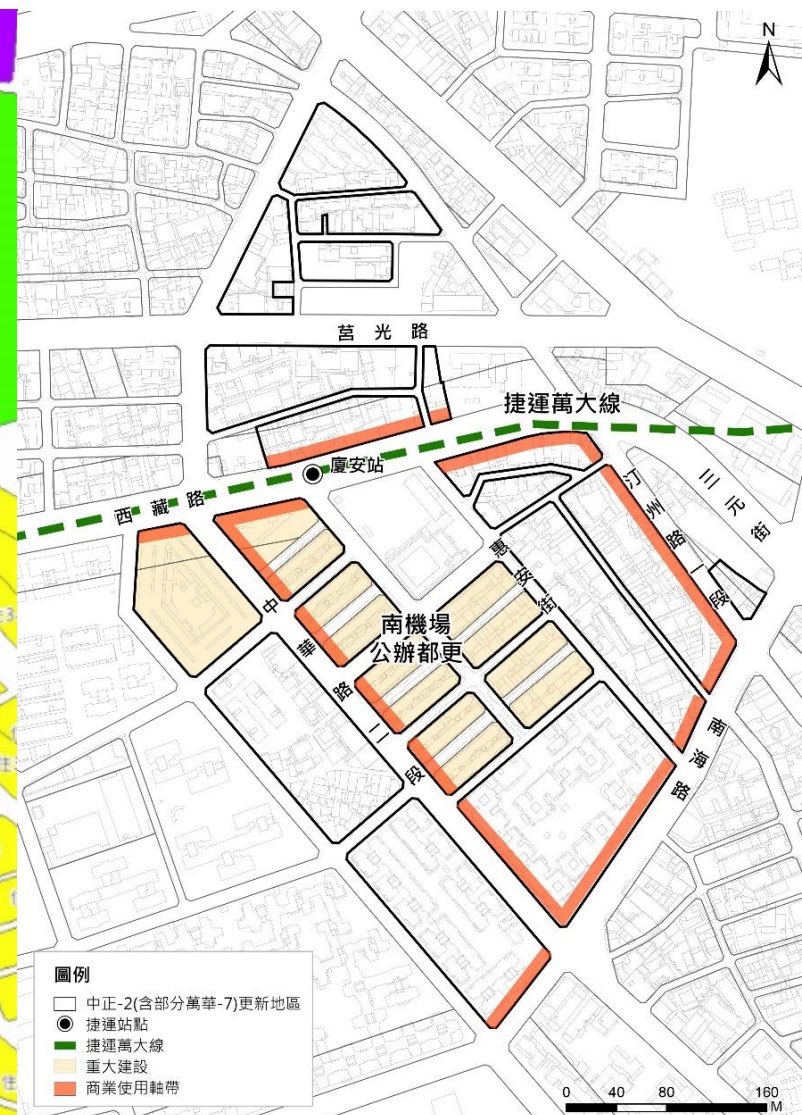 N
莒光路
捷運萬大線
廈安站
西藏路
三元街
汀州路一段
惠安街
南機場
公辦都更
中華路二段
南海路
圖例
中正-2(含部分萬華-7)更新地區
捷運站點
捷運萬大線
重大建設
商業使用軸帶
0 40 80 160
M